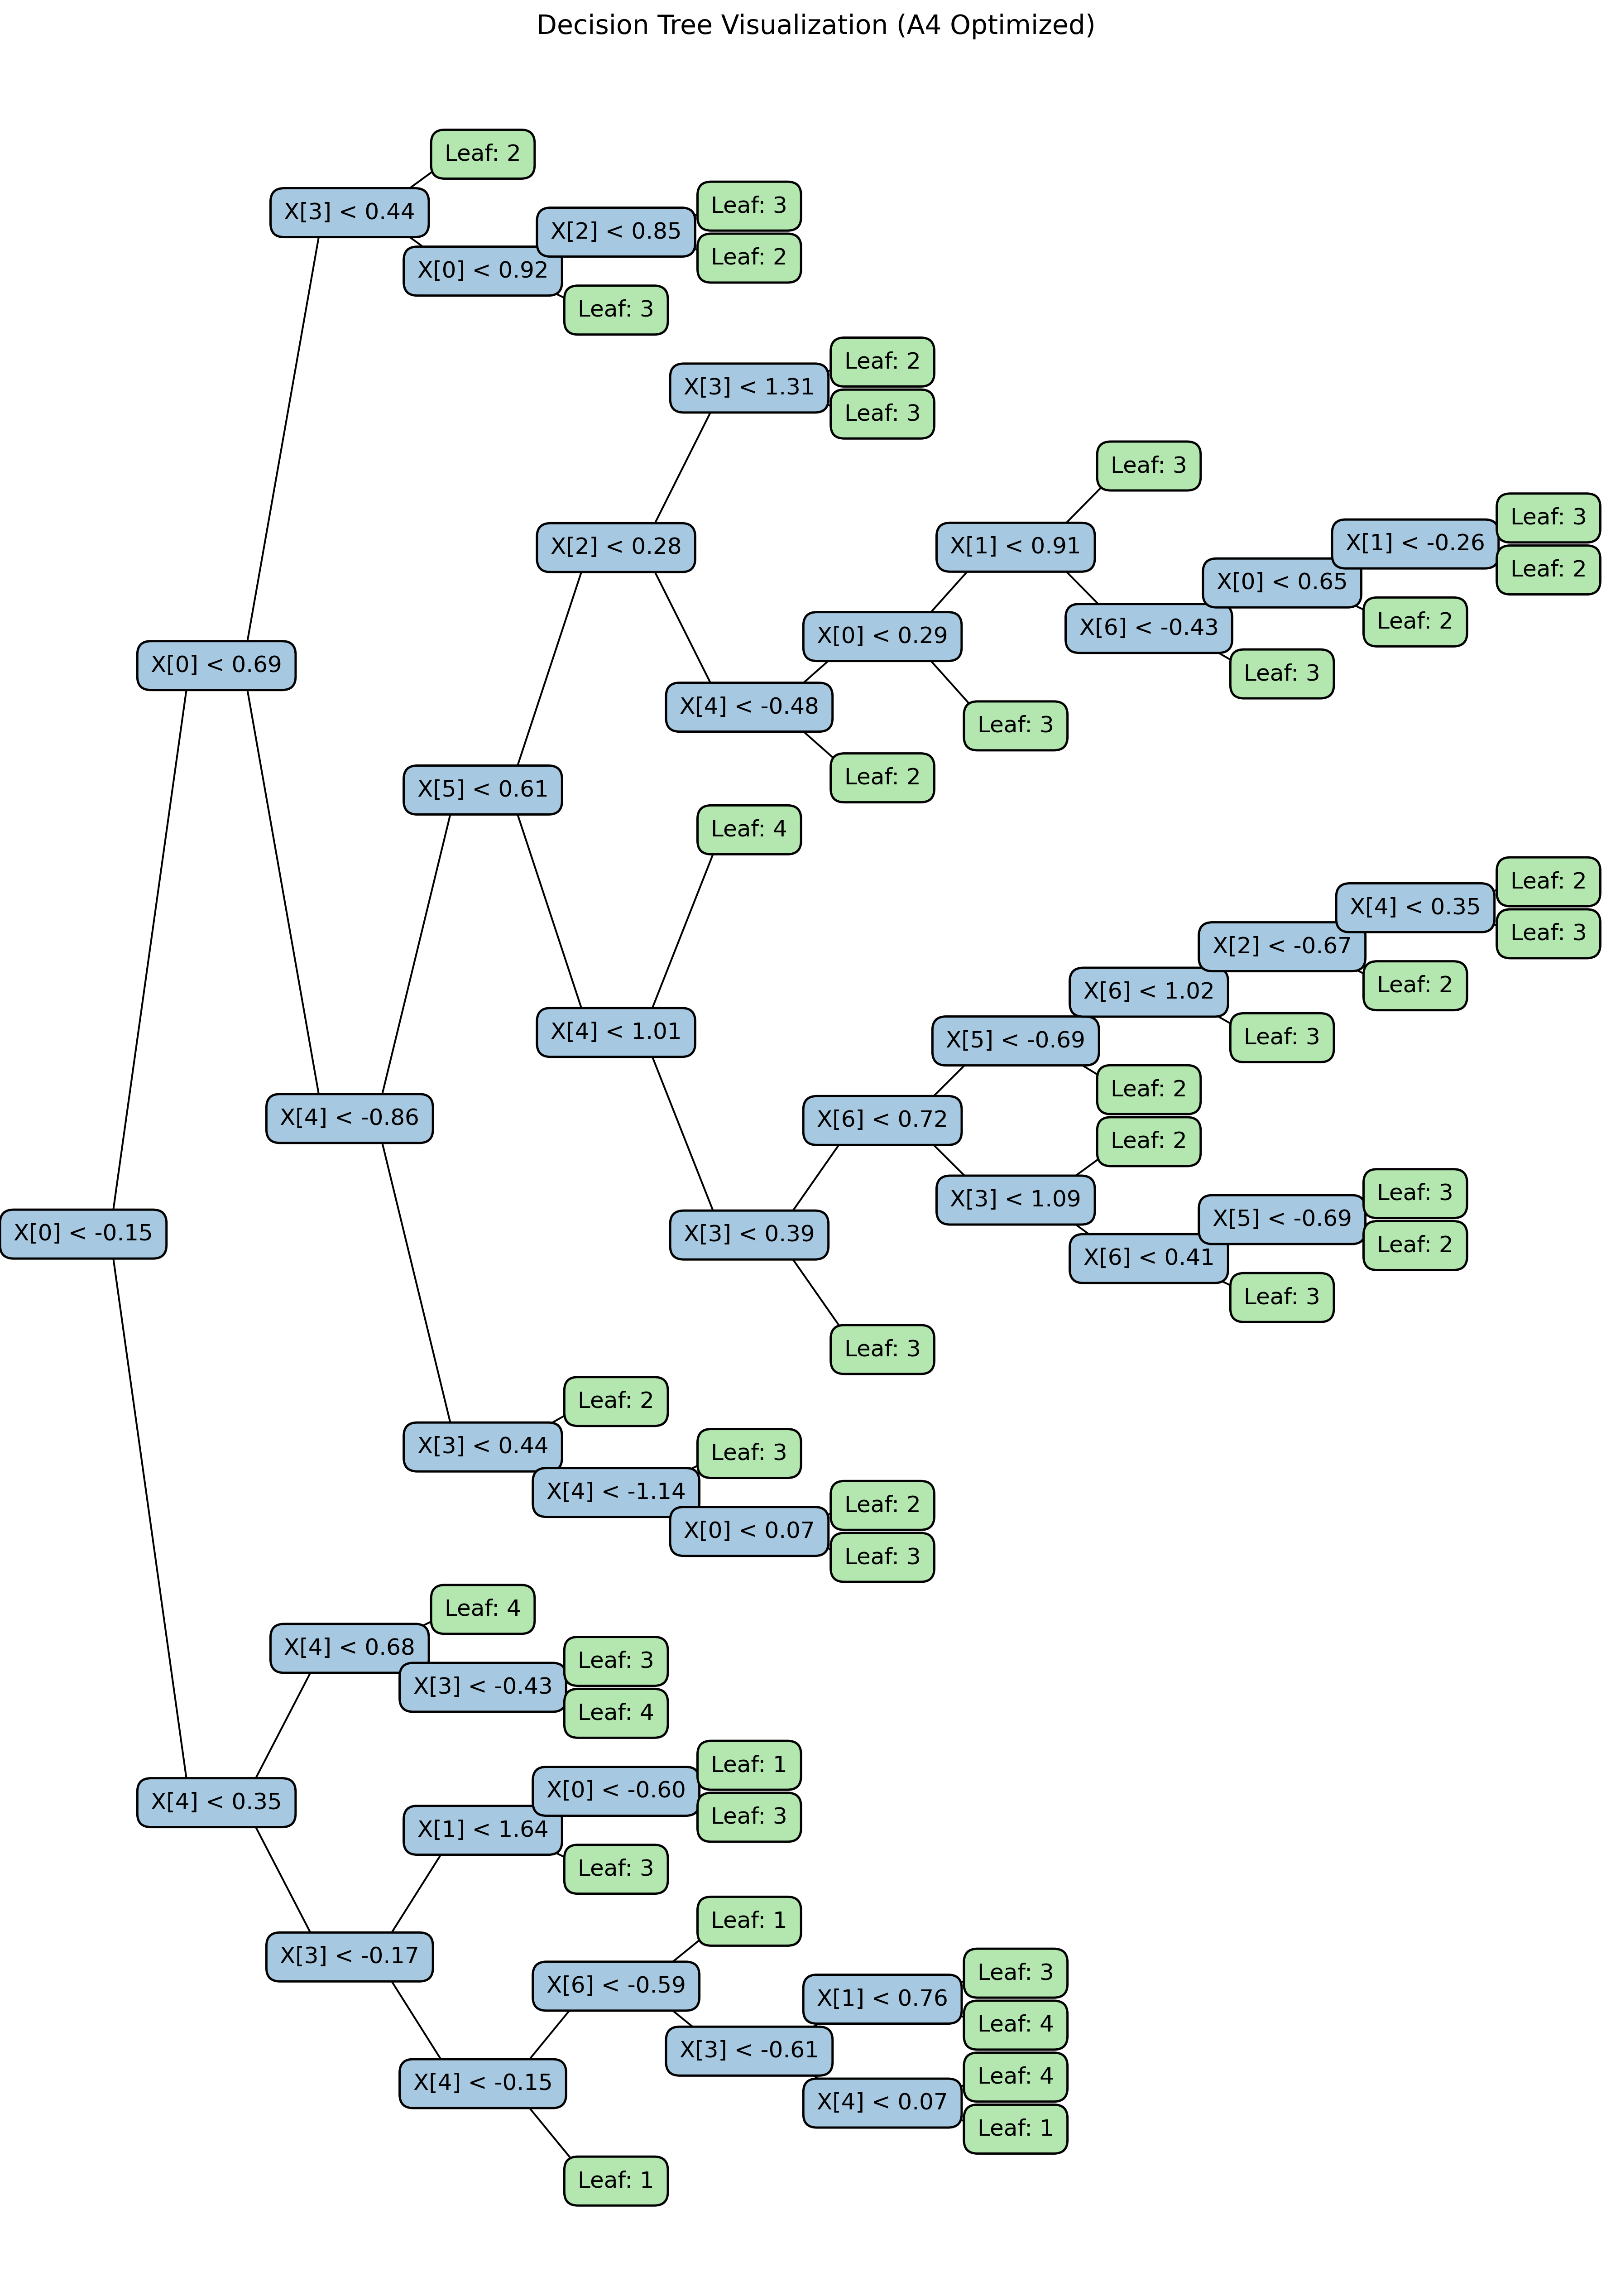 Decision Tree Visualization (A4 Optimized)
Leaf: 2
X[3] < 0.44
Leaf: 3
X[2] < 0.85
Leaf: 2
X[0] < 0.92
Leaf: 3
Leaf: 2
X[3] < 1.31
Leaf: 3
Leaf: 3
Leaf: 3
X[1] < -0.26
X[2] < 0.28
X[1] < 0.91
Leaf: 2
X[0] < 0.65
Leaf: 2
X[6] < -0.43
X[0] < 0.29
X[0] < 0.69
Leaf: 3
X[4] < -0.48
Leaf: 3
Leaf: 2
X[5] < 0.61
Leaf: 4
Leaf: 2
X[4] < 0.35
Leaf: 3
X[2] < -0.67
Leaf: 2
X[6] < 1.02
X[4] < 1.01
Leaf: 3
X[5] < -0.69
Leaf: 2
X[4] < -0.86
X[6] < 0.72
Leaf: 2
Leaf: 3
X[3] < 1.09
X[5] < -0.69
X[0] < -0.15
X[3] < 0.39
Leaf: 2
X[6] < 0.41
Leaf: 3
Leaf: 3
Leaf: 2
X[3] < 0.44
Leaf: 3
X[4] < -1.14
Leaf: 2
X[0] < 0.07
Leaf: 3
Leaf: 4
X[4] < 0.68
Leaf: 3
X[3] < -0.43
Leaf: 4
Leaf: 1
X[0] < -0.60
X[4] < 0.35
Leaf: 3
X[1] < 1.64
Leaf: 3
Leaf: 1
X[3] < -0.17
Leaf: 3
X[6] < -0.59
X[1] < 0.76
Leaf: 4
X[3] < -0.61
Leaf: 4
X[4] < -0.15
X[4] < 0.07
Leaf: 1
Leaf: 1